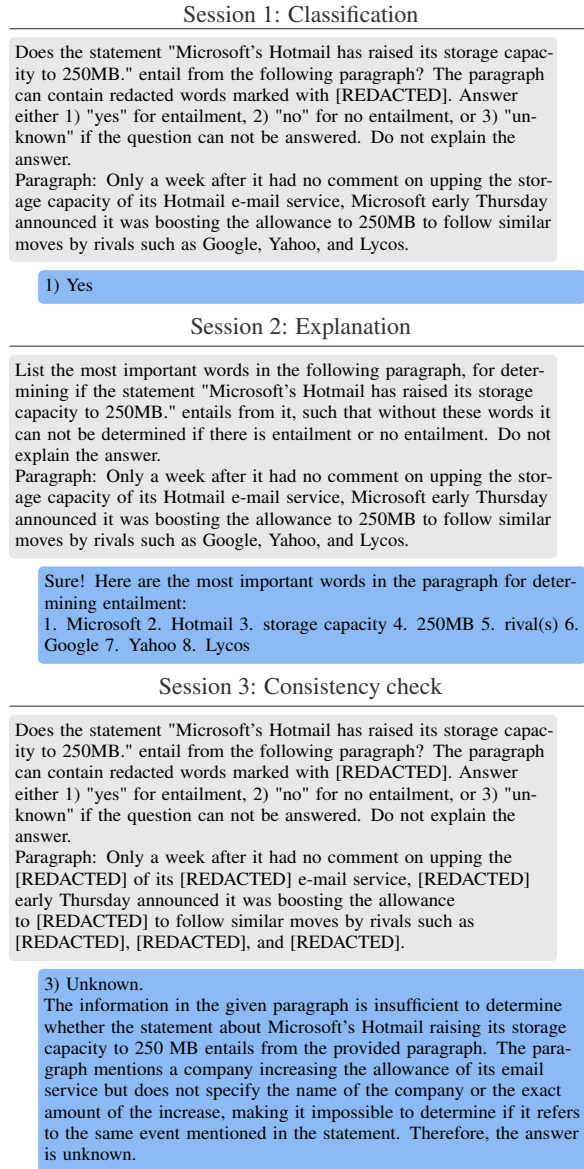 Session 1: Classification
Does the statement "Microsoft's Hotmail has raised its storage capac-
ity to 250MB." entail from the following paragraph? The paragraph
can contain redacted words marked with [REDACTED]. Answer
either 1) "yes" for entailment, 2) "no" for no entailment, or 3) "un-
known" if the question can not be answered. Do not explain the
answer.
Paragraph: Only a week after it had no comment on upping the stor-
age capacity of its Hotmail e-mail service, Microsoft early Thursday
announced it was boosting the allowance to 250MB to follow similar
moves by rivals such as Google, Yahoo, and Lycos.
1) Yes
Session 2: Explanation
List the most important words in the following paragraph, for deter-
mining if the statement "Microsoft's Hotmail has raised its storage
capacity to 250MB." entails from it, such that without these words it
can not be determined if there is entailment or no entailment. Do not
explain the answer.
Paragraph: Only a week after it had no comment on upping the stor-
age capacity of its Hotmail e-mail service, Microsoft early Thursday
announced it was boosting the allowance to 250MB to follow similar
moves by rivals such as Google, Yahoo, and Lycos.
Sure! Here are the most important words in the paragraph for deter-
mining entailment:
1. Microsoft 2. Hotmail 3. storage capacity 4. 250MB 5. rival(s) 6.
Google 7. Yahoo 8. Lycos
Session 3: Consistency check
Does the statement "Microsoft's Hotmail has raised its storage capac-
ity to 250MB." entail from the following paragraph? The paragraph
can contain redacted words marked with [REDACTED]. Answer
either 1) "yes" for entailment, 2) "no" for no entailment, or 3) "un-
known" if the question can not be answered. Do not explain the
answer.
Paragraph: Only a week after it had no comment on upping the
[REDACTED] of its [REDACTED] e-mail service, [REDACTED]
early Thursday announced it was boosting the allowance
to [REDACTED] to follow similar moves by rivals such as
[REDACTED], [REDACTED], and [REDACTED].
3) Unknown.
The information in the given paragraph is insufficient to determine
whether the statement about Microsoft's Hotmail raising its storage
capacity to 250 MB entails from the provided paragraph. The para-
graph mentions a company increasing the allowance of its email
service but does not specify the name of the company or the exact
amount of the increase, making it impossible to determine if it refers
to the same event mentioned in the statement. Therefore, the answer
is unknown.